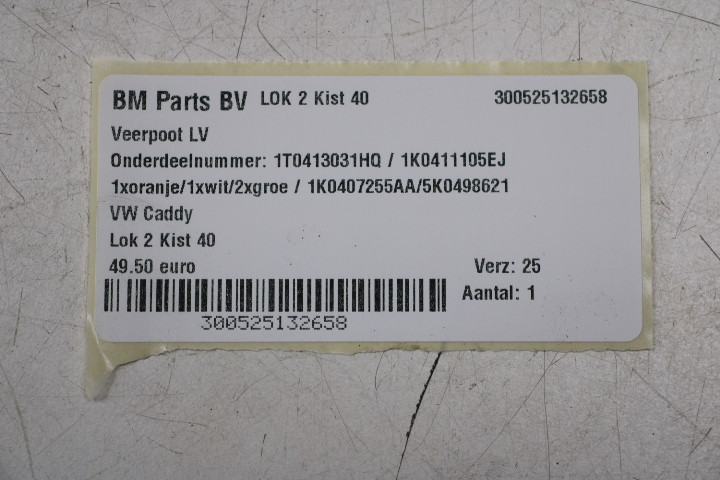 BM Parts BV LOK 2 Kist 40 300525132658
Veerpoot LV
Onderdeelnummer: 1T0413031HQ / 1K0411105EJ
1xoranje/1xwit/2xgroe / 1K0407255AA/5K0498621
VW Caddy
Lok 2 Kist 40
49.50 euro Verz: 25
Aantal: 1
300525132658